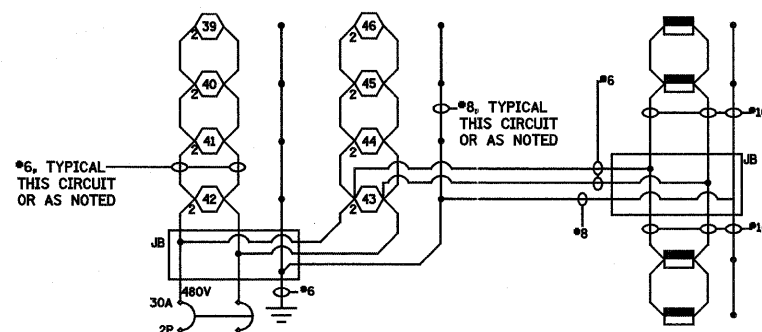 39
2
46
2
40
2
45
2
41
2
44
2
42
2
43
2
#6, TYPICAL
THIS CIRCUIT
OR AS NOTED
#8, TYPICAL
THIS CIRCUIT
OR AS NOTED
#6
JB
#8
JB
480V
30A
2P
#6